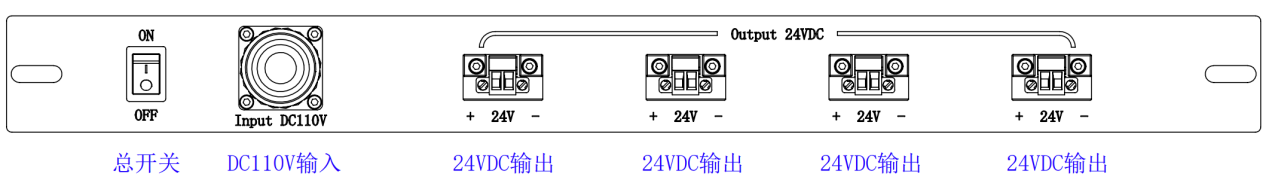 ON
OFF
Input DC110V
Output 24VDC
+ 24V -
+ 24V -
+ 24V -
+ 24V -
总开关
DC110V输入
24VDC输出
24VDC输出
24VDC输出
24VDC输出